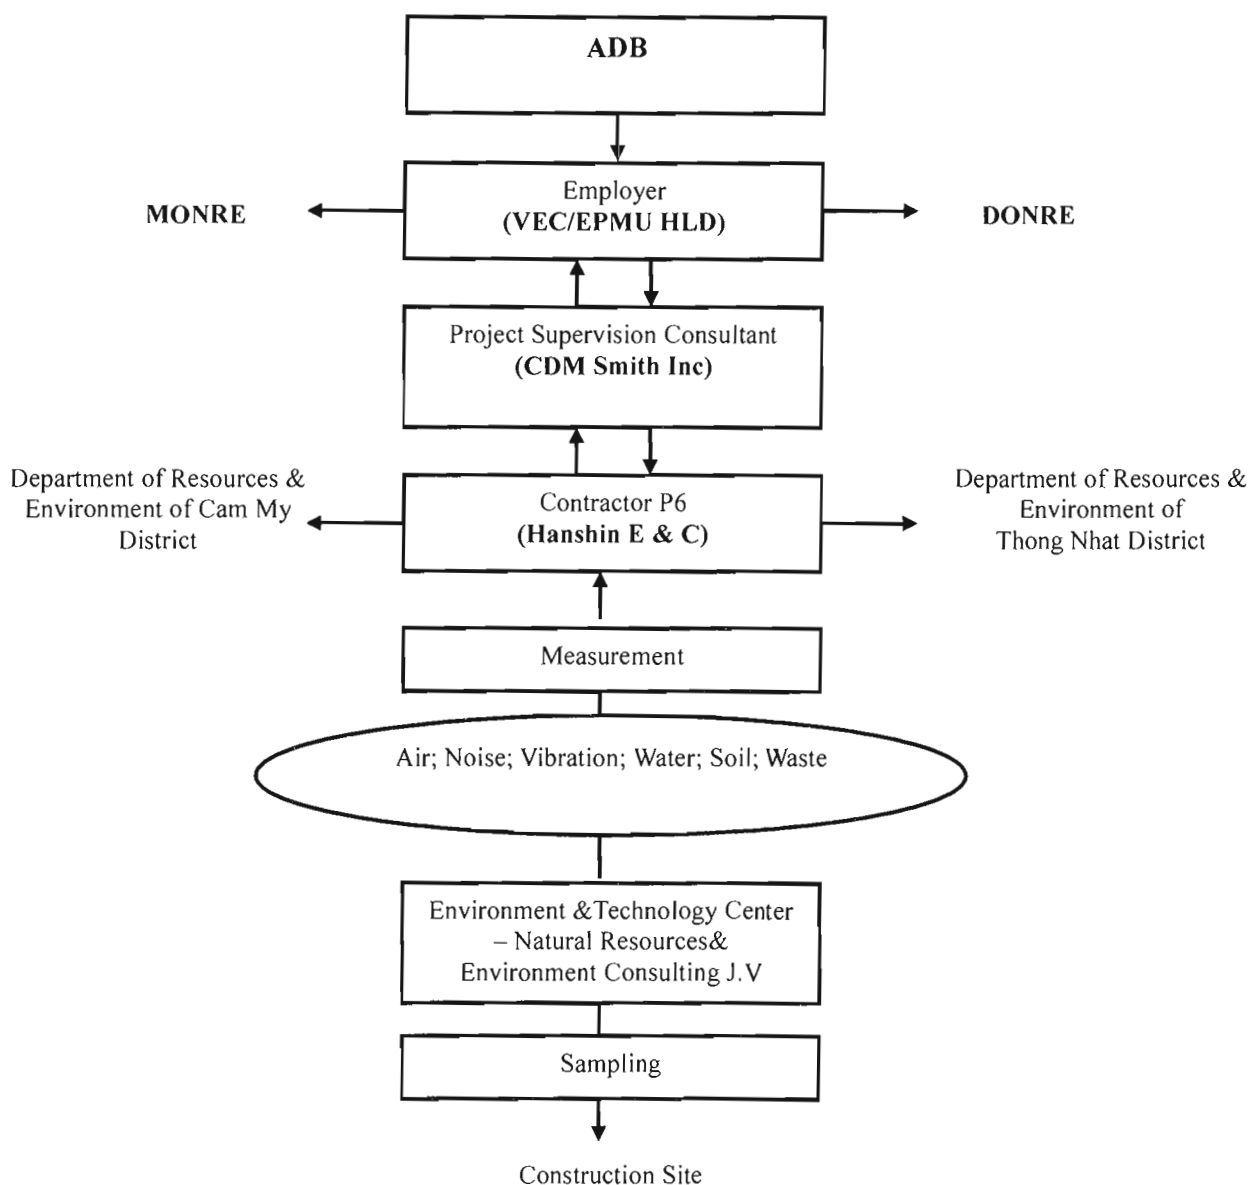 ADB
Employer
(VEC/EPMU HLD)
MONRE
DONRE
Project Supervision Consultant
(CDM Smith Inc)
Department of Resources &
Environment of Cam My
District
Contractor P6
(Hanshin E & C)
Department of Resources &
Environment of
Thong Nhat District
Measurement
Air; Noise; Vibration; Water; Soil; Waste
Environment &Technology Center
– Natural Resources&
Environment Consulting J.V
Sampling
Construction Site